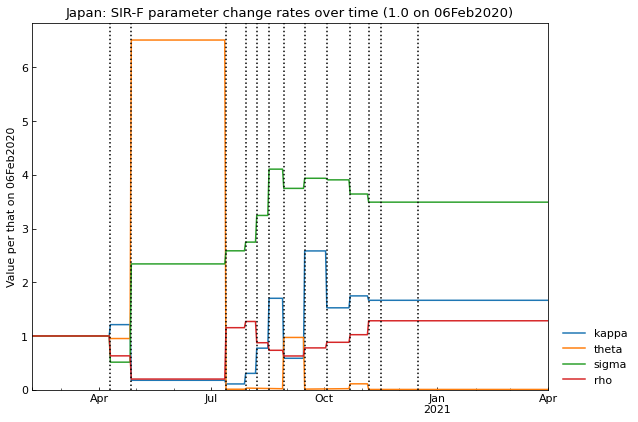 Japan: SIR-F parameter change rates over time (1.0 on 06Feb2020)
Value per that on 06Feb2020
6
5
4
3
2
1
0
Apr
Jul
Oct
Jan
2021
Apr
kappa
theta
sigma
rho